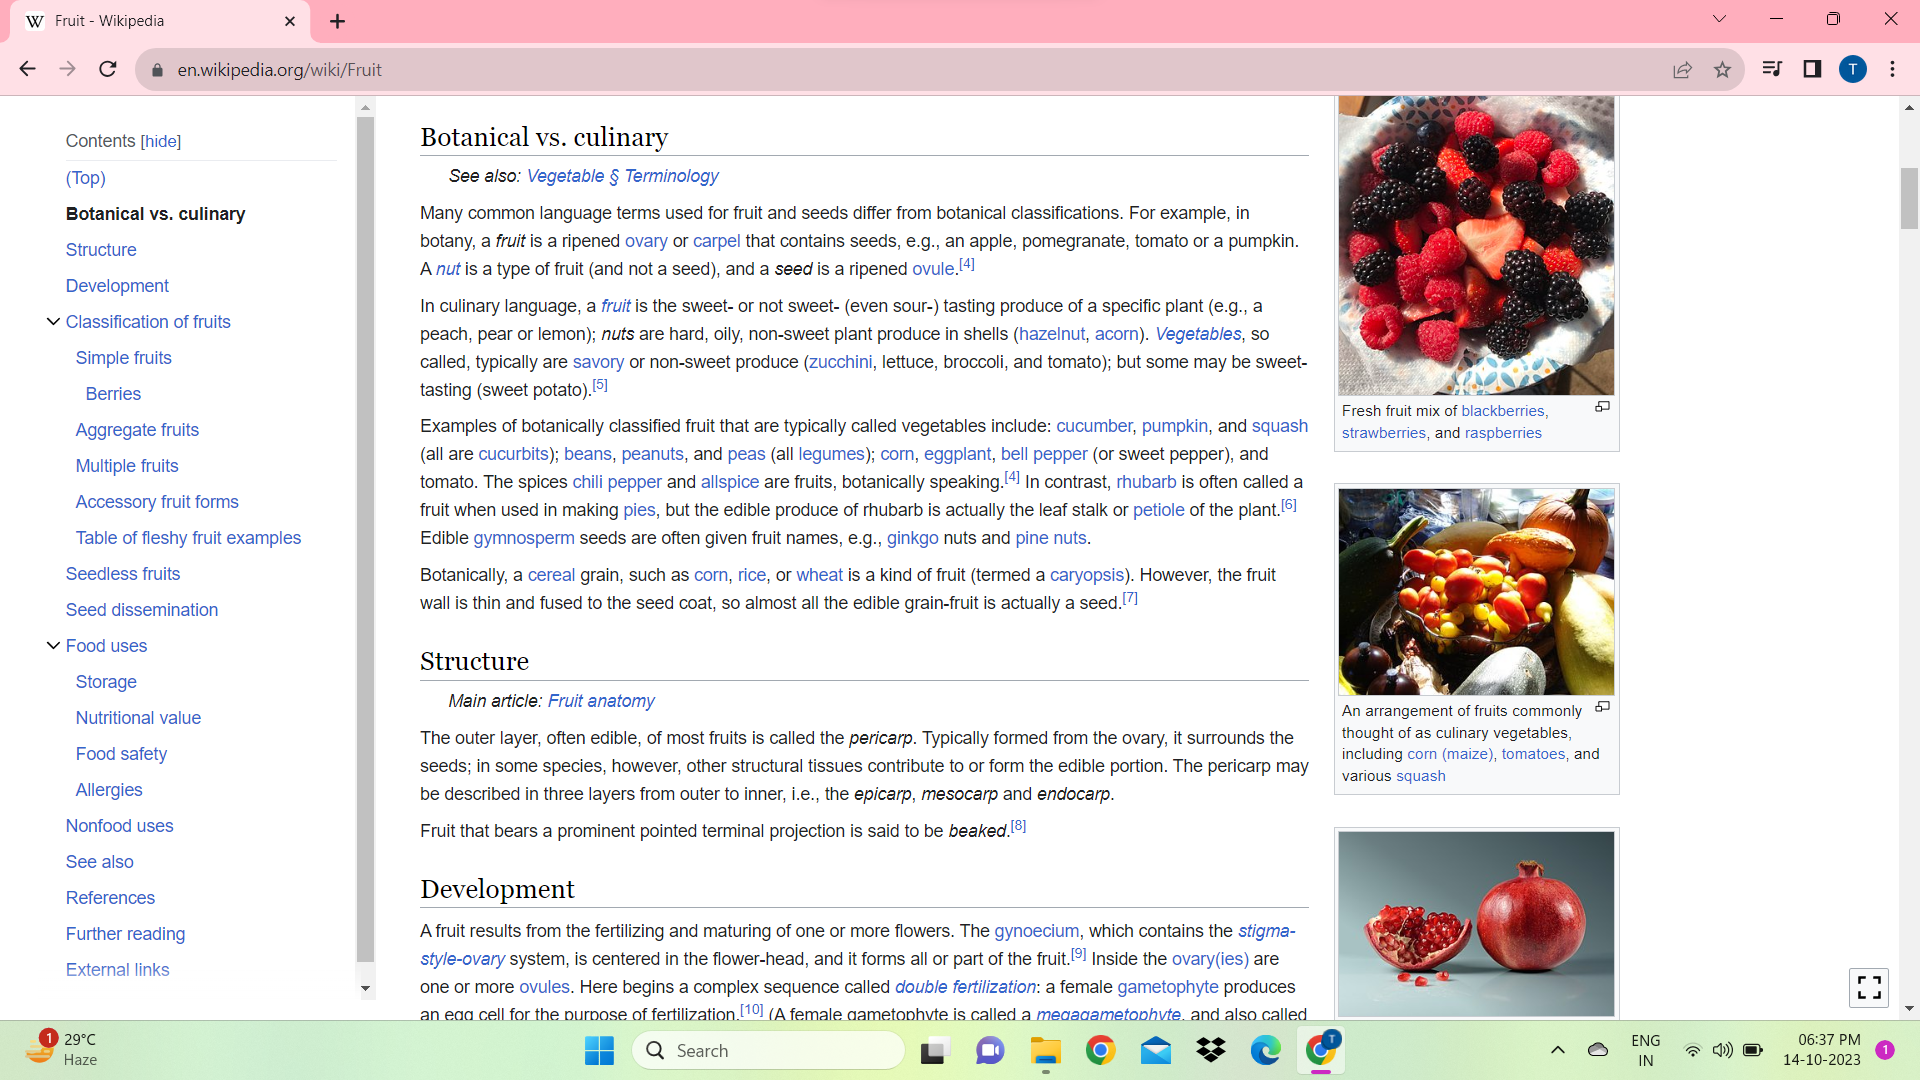 Fruit - Wikipedia
en.wikipedia.org/wiki/Fruit
T
Contents [hide]
(Top)
Botanical vs. culinary
Structure
Development
Classification of fruits
Simple fruits
Berries
Aggregate fruits
Multiple fruits
Accessory fruit forms
Table of fleshy fruit examples
Seedless fruits
Seed dissemination
Food uses
Storage
Nutritional value
Food safety
Allergies
Nonfood uses
See also
References
Further reading
External links
Botanical vs. culinary
See also: Vegetable § Terminology
Many common language terms used for fruit and seeds differ from botanical classifications. For example, in
botany, a fruit is a ripened ovary or carpel that contains seeds, e.g., an apple, pomegranate, tomato or a pumpkin.
A nut is a type of fruit (and not a seed), and a seed is a ripened ovule.[4]
In culinary language, a fruit is the sweet- or not sweet- (even sour-) tasting produce of a specific plant (e.g., a
peach, pear or lemon); nuts are hard, oily, non-sweet plant produce in shells (hazelnut, acorn). Vegetables, so
called, typically are savory or non-sweet produce (zucchini, lettuce, broccoli, and tomato); but some may be sweet-
tasting (sweet potato).[5]
Examples of botanically classified fruit that are typically called vegetables include: cucumber, pumpkin, and squash
(all are cucurbits); beans, peanuts, and peas (all legumes); corn, eggplant, bell pepper (or sweet pepper), and
tomato. The spices chili pepper and allspice are fruits, botanically speaking.[4] In contrast, rhubarb is often called a
fruit when used in making pies, but the edible produce of rhubarb is actually the leaf stalk or petiole of the plant.[6]
Edible gymnosperm seeds are often given fruit names, e.g., ginkgo nuts and pine nuts.
Botanically, a cereal grain, such as corn, rice, or wheat is a kind of fruit (termed a caryopsis). However, the fruit
wall is thin and fused to the seed coat, so almost all the edible grain-fruit is actually a seed.[7]
Structure
Main article: Fruit anatomy
The outer layer, often edible, of most fruits is called the pericarp. Typically formed from the ovary, it surrounds the
seeds; in some species, however, other structural tissues contribute to or form the edible portion. The pericarp may
be described in three layers from outer to inner, i.e., the epicarp, mesocarp and endocarp.
Fruit that bears a prominent pointed terminal projection is said to be beaked.[8]
Development
A fruit results from the fertilizing and maturing of one or more flowers. The gynoecium, which contains the stigma-
style-ovary system, is centered in the flower-head, and it forms all or part of the fruit.[9] Inside the ovary(ies) are
one or more ovules. Here begins a complex sequence called double fertilization: a female gametophyte produces
an egg cell for the purpose of fertilization.[10] (A female gametophyte is called a megagametophyte, and also called
Fresh fruit mix of blackberries,
strawberries, and raspberries
An arrangement of fruits commonly
thought of as culinary vegetables,
including corn (maize), tomatoes, and
various squash
1
29°C
Haze
Search
T
ENG
IN
06:37 PM
14-10-2023
1